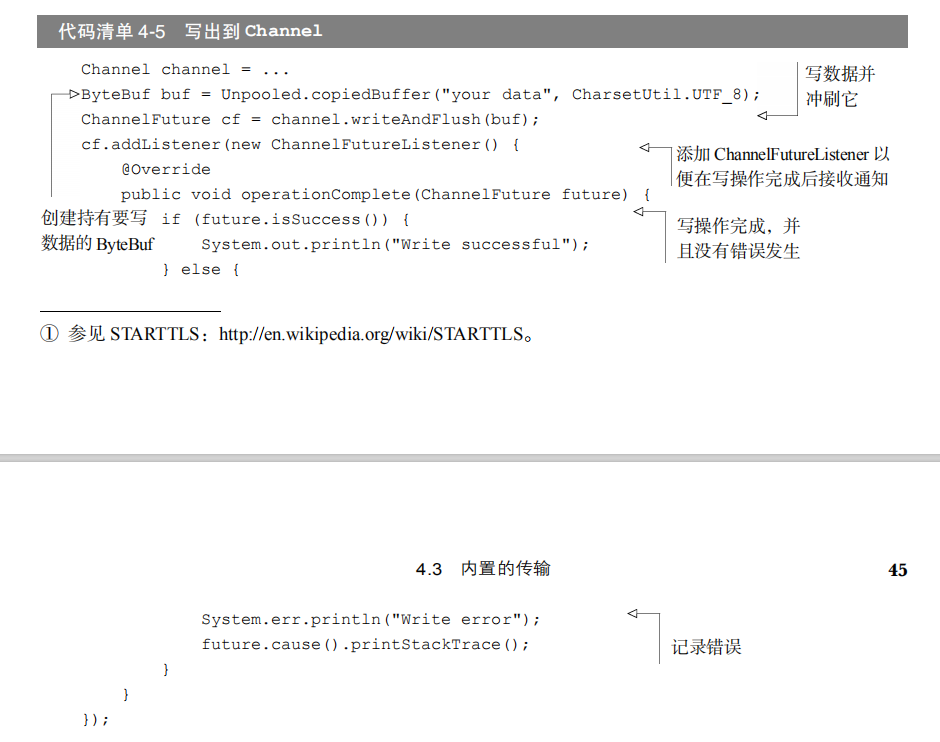 代码清单 4-5 写出到 Channel
Channel channel = ...
写数据并
冲刷它
ByteBuf buf = Unpooled.copiedBuffer("your data", CharsetUtil.UTF_8);
ChannelFuture cf = channel.writeAndFlush(buf);
cf.addListener(new ChannelFutureListener() {
添加 ChannelFutureListener 以
便在写操作完成后接收通知
@Override
public void operationComplete(ChannelFuture future) {
创建持有要写
数据的 ByteBuf
if (future.isSuccess()) {
写操作完成，并
且没有错误发生
System.out.println("Write successful");
} else {
① 参见 STARTTLS：http://en.wikipedia.org/wiki/STARTTLS。
4.3 内置的传输 45
System.err.println("Write error");
future.cause().printStackTrace();
记录错误
}
}
});